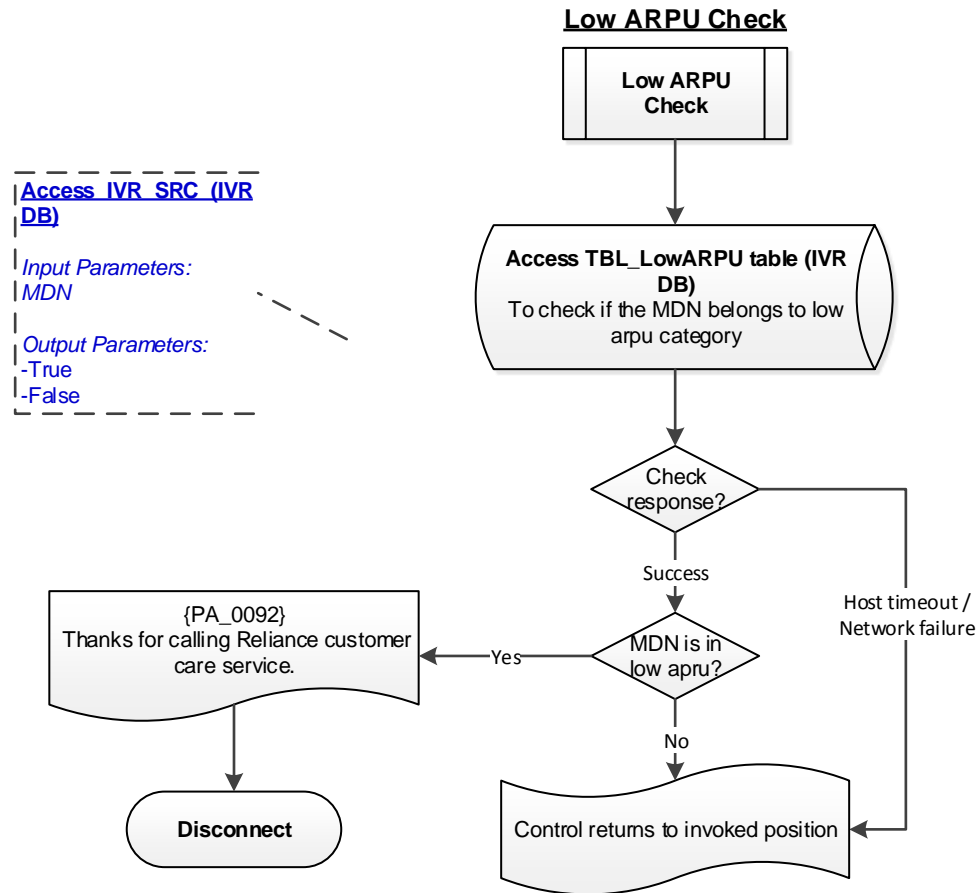 Low ARPU Check
Low ARPU
Check
Access IVR_SRC (IVR
DB)
Input Parameters:
MDN
Output Parameters:
-True
-False
Access TBL_LowARPU table (IVR
DB)
To check if the MDN belongs to low
arpu category
Check
response?
Success
Host timeout /
Network failure
{PA_0092}
Thanks for calling Reliance customer
care service.
Yes
MDN is in
low apru?
No
Disconnect
Control returns to invoked position